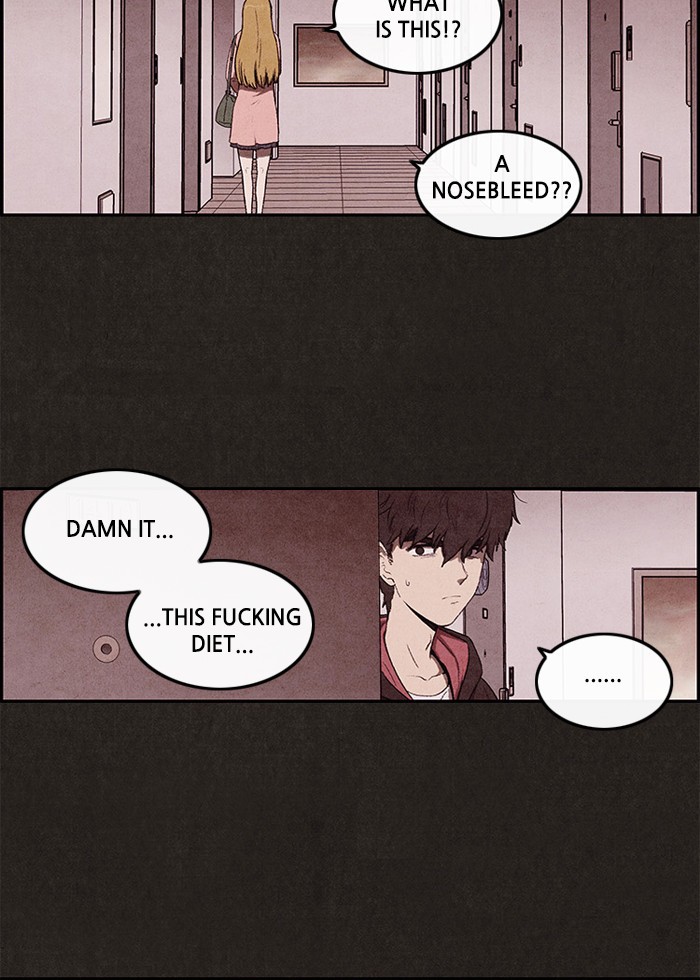 WHAT
IS THIS!?
A
NOSEBLEED??
DAMN IT...
...THIS FUCKING
DIET...
......